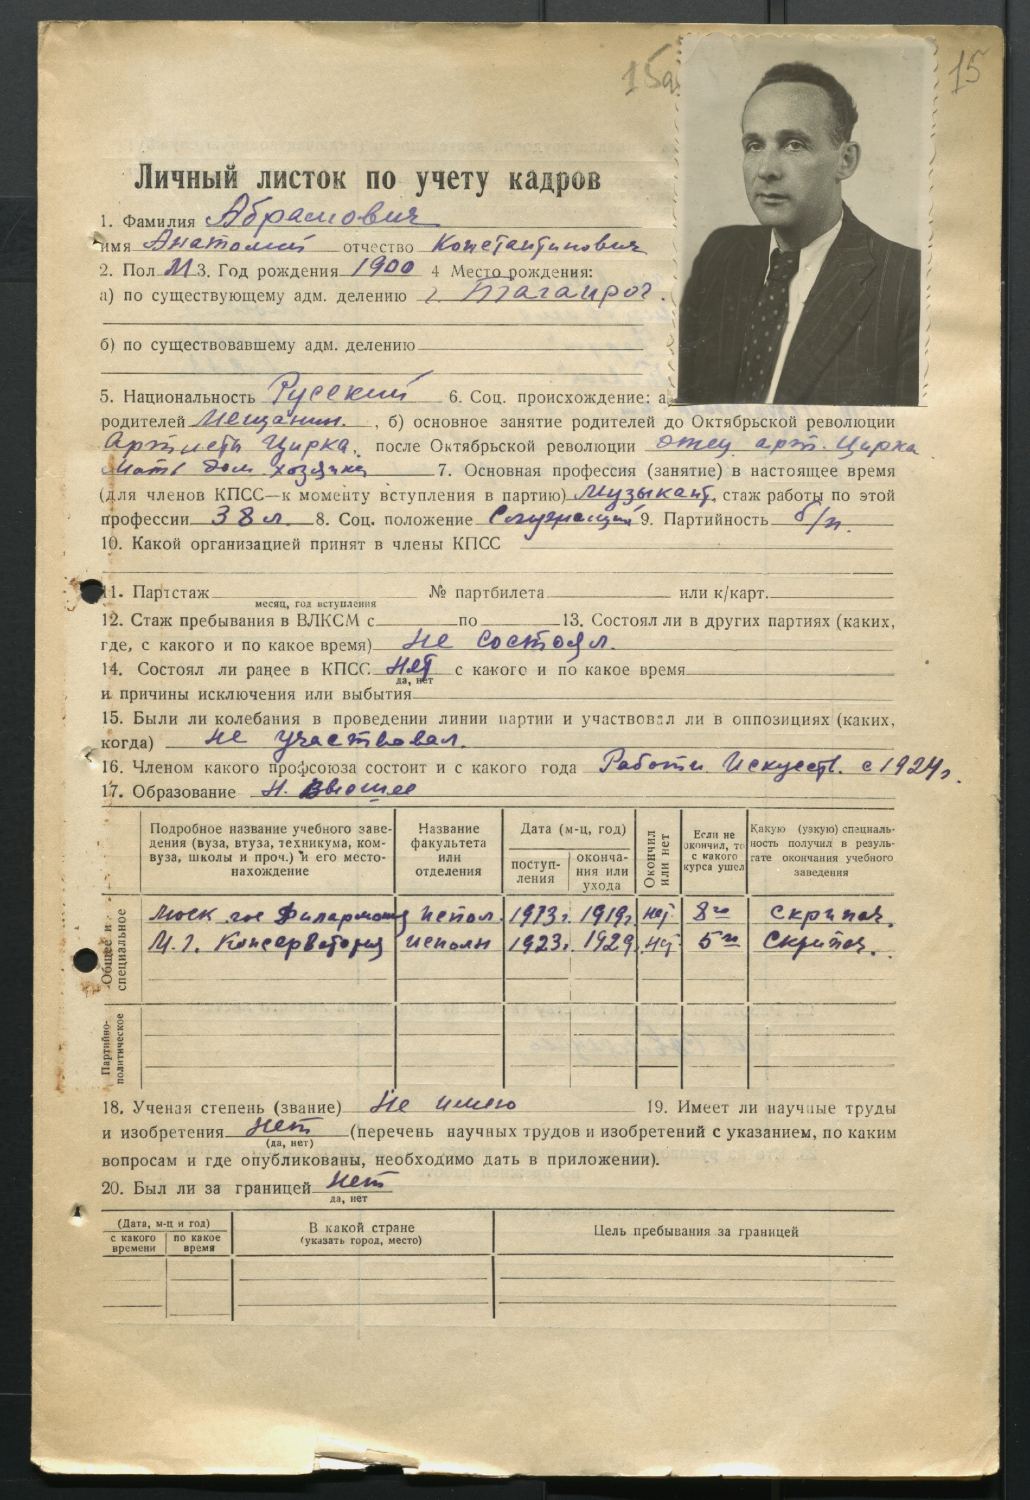 15а
15
Личный листок по учету кадров
1. Фамилия Абрамович
имя Анатолий отчество Константинович
2. Пол М 3. Год рождения 1900 4 Место рождения:
а) по существующему адм. делению г. Таганрог.
б) по существовавшему адм. делению
5. Национальность Русский 6. Соц. происхождение: а
родителей Мещанин. , б) основное занятие родителей до Октябрьской революции
Артисты Цирка. после Октябрьской революции отец арт. Цирка
мать дом. хозяйка 7. Основная профессия (занятие) в настоящее время
(для членов КПСС—к моменту вступления в партию) Музыкант, стаж работы по этой
профессии 38 л. 8. Соц. положение Служащий 9. Партийность б/п.
10. Какой организацией принят в члены КПСС
11. Партстаж № партбилета или к/карт.
месяц, год вступления
12. Стаж пребывания в ВЛКСМ с по 13. Состоял ли в других партиях (каких,
где, с какого и по какое время) не состоял.
14. Состоял ли ранее в КПСС нет с какого и по какое время
да, нет
и причины исключения или выбытия
15. Были ли колебания в проведении линии партии и участвовал ли в оппозициях (каких,
когда) не участвовал.
16. Членом какого профсоюза состоит и с какого года Работн. Искусств. с 1924 г.
17. Образование н. высшее
Подробное название учебного заведения (вуза, втуза, техникума, комвуза, школы и проч.) и его местонахождение
Название факультета или отделения
Дата (м-ц, год)
поступления
окончания или ухода
Окончил или нет
Если не окончил, то с какого курса ушел
Какую (узкую) специальность получил в результате окончания учебного заведения
Общее и специальное
Моск гос Филармония испол. 1913 г. 1919 г. нет 8го скрипач.
М. Г. Консерватория исполн 1923 г. 1929 нет 5го Скрипач.
Партийно-политическое
18. Ученая степень (звание) Не имею 19. Имеет ли научные труды
и изобретения Нет (перечень научных трудов и изобретений с указанием, по каким
(да, нет)
вопросам и где опубликованы, необходимо дать в приложении).
20. Был ли за границей Нет
да, нет
(Дата, м-ц и год)
с какого времени
по какое время
В какой стране
(указать город, место)
Цель пребывания за границей